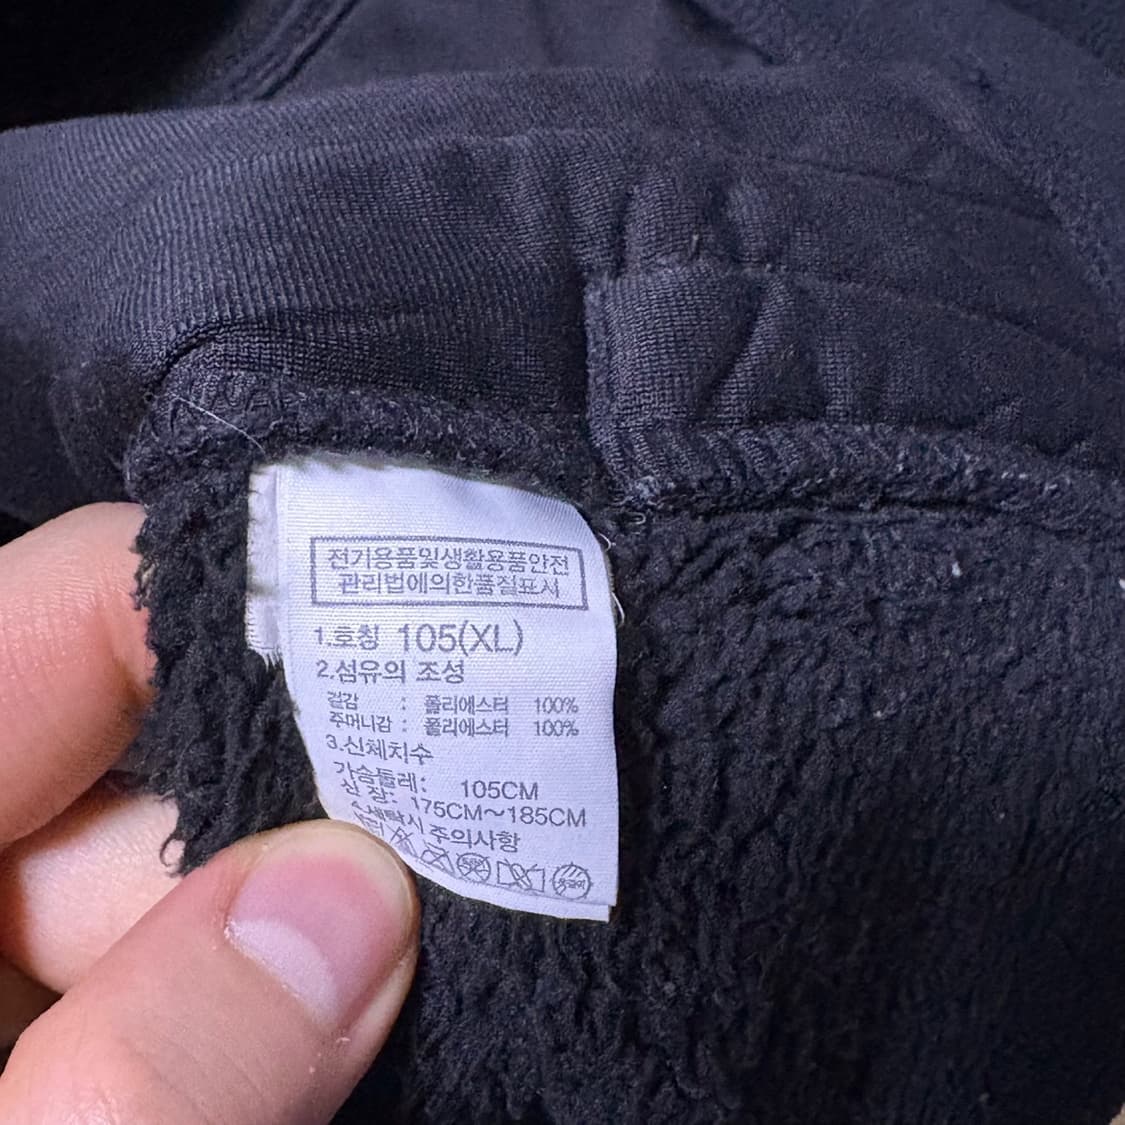 전기용품및생활용품안전
관리법에의한품질표시
1.호칭 105(XL)
2.섬유의 조성
겉감 : 폴리에스터 100%
주머니감 : 폴리에스터 100%
3.신체치수
가슴둘레: 105CM
신 장: 175CM~185CM
주의사항